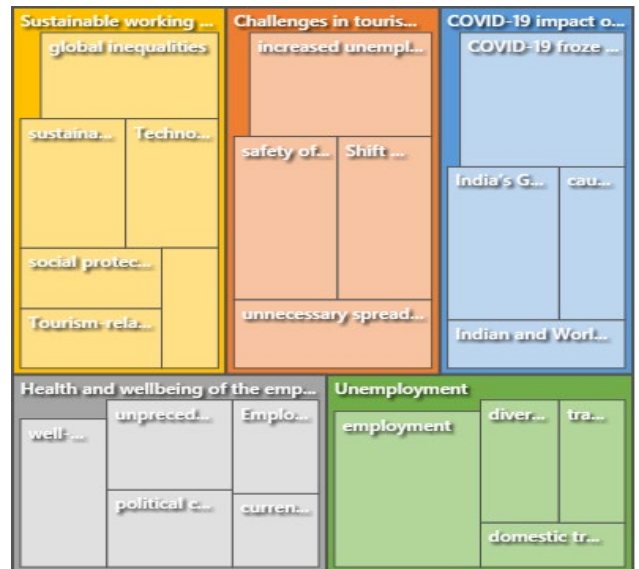 Sustainable working ...
global inequalities
sustaina...
Techno...
social protec...
Tourism-rela...
Challenges in touris...
increased unempl...
safety of...
Shift ...
unnecessary spread...
COVID-19 impact o...
COVID-19 froze ...
India's G...
cau...
Indian and Worl...
Health and wellbeing of the emp...
well-...
unpreced...
Emplo...
political c...
curren...
Unemployment
employment
diver...
tra...
domestic tr...